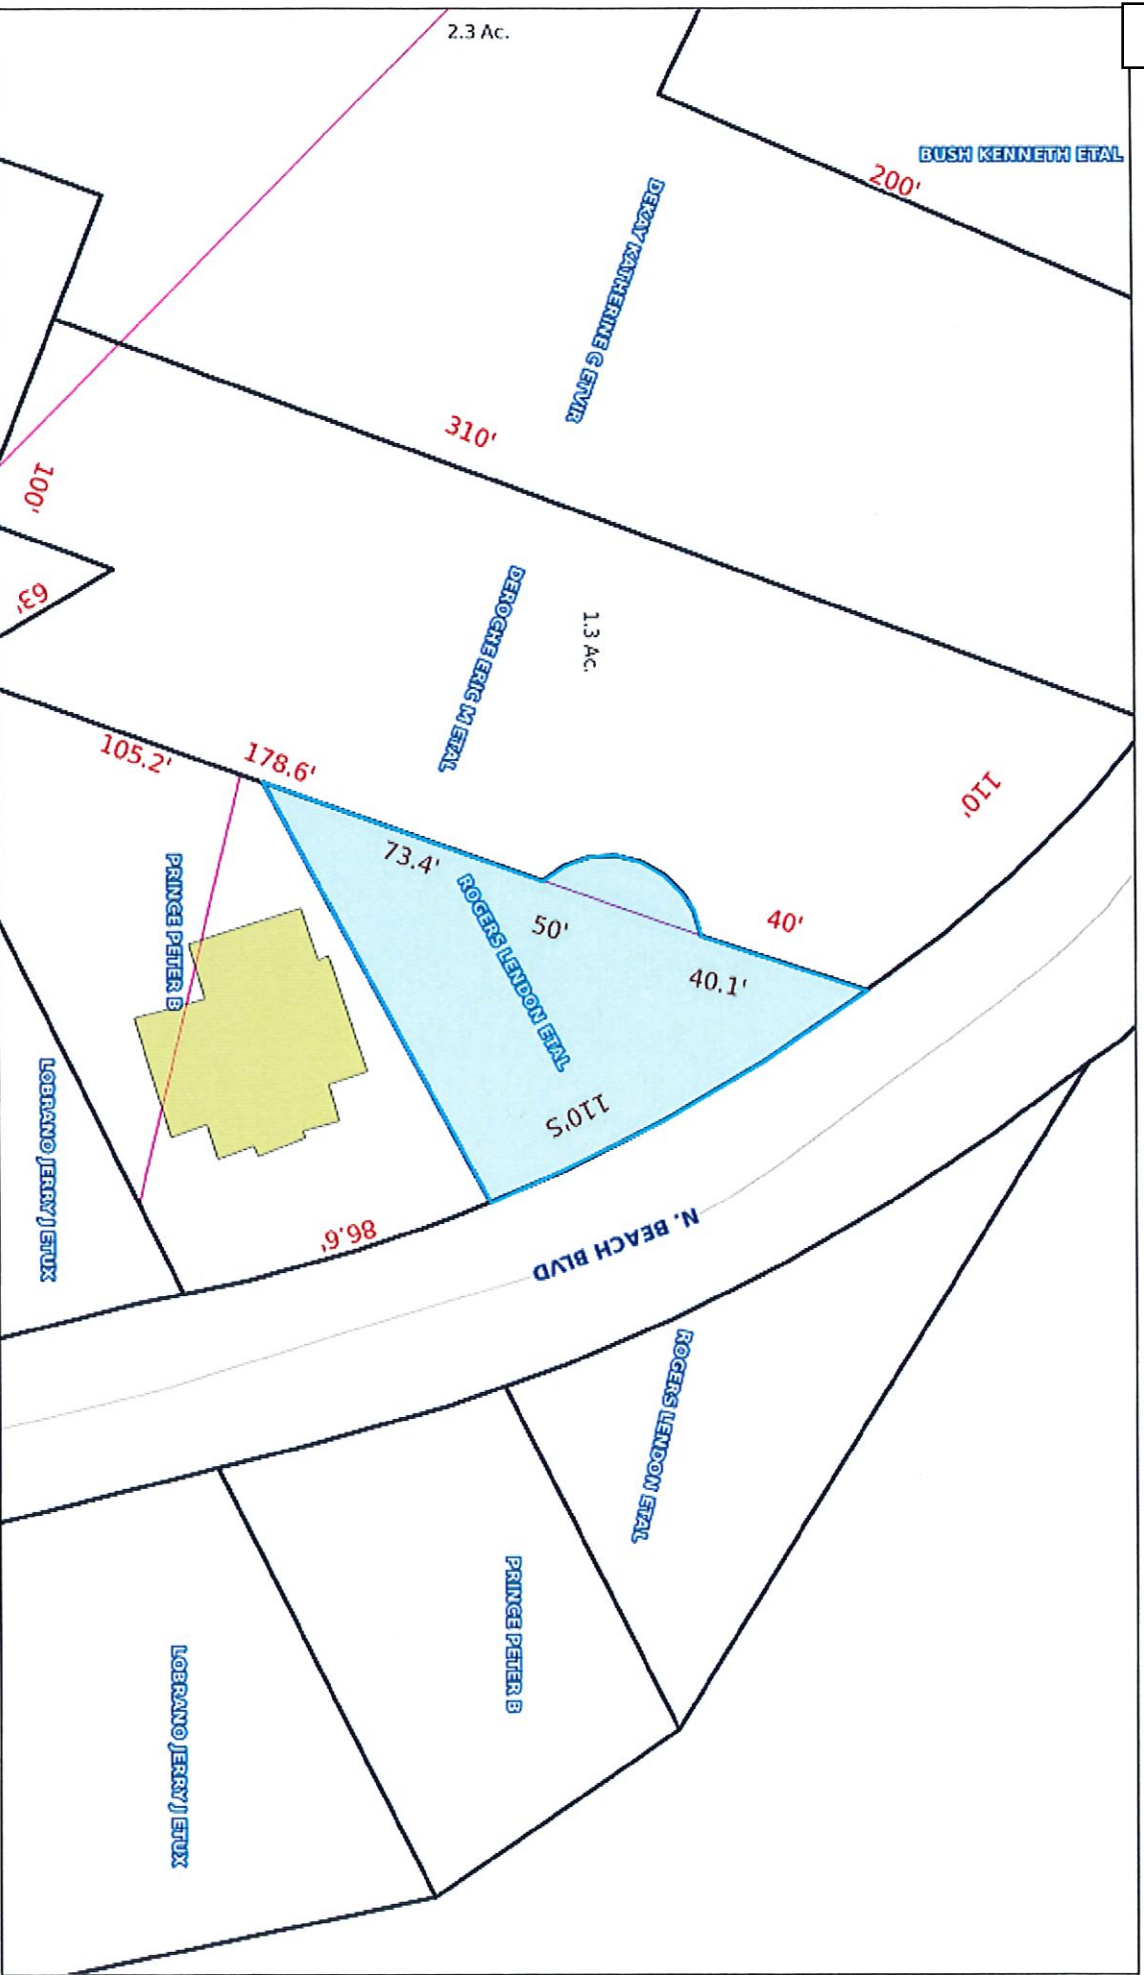 2.3 Ac.
BUSH KENNETH ETAL
200'
DEKAY KATHERINE G ETVIR
310'
100'
63'
DEROCHE ERIC M ETAL
1.3 Ac.
105.2'
178.6'
110'
73.4'
ROGERS LENDON ETAL
50'
40'
40.1'
PRINCE PETER B
LOBRANO JERRY J ETUX
110'S
86.6'
N. BEACH BLVD
ROGERS LENDON ETAL
PRINCE PETER B
LOBRANO JERRY J ETUX